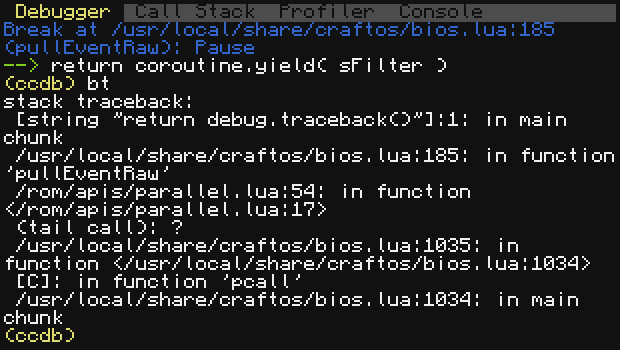 Debugger  Call Stack  Profiler  Console
Break at /usr/local/share/craftos/bios.lua:185
(pullEventRaw): Pause
--> return coroutine.yield( sFilter )
(ccdb) bt
stack traceback:
 [string "return debug.traceback()"]:1: in main
chunk
 /usr/local/share/craftos/bios.lua:185: in function
'pullEventRaw'
 /rom/apis/parallel.lua:54: in function
</rom/apis/parallel.lua:17>
 (tail call): ?
 /usr/local/share/craftos/bios.lua:1035: in
function </usr/local/share/craftos/bios.lua:1034>
 [C]: in function 'pcall'
 /usr/local/share/craftos/bios.lua:1034: in main
chunk
(ccdb)